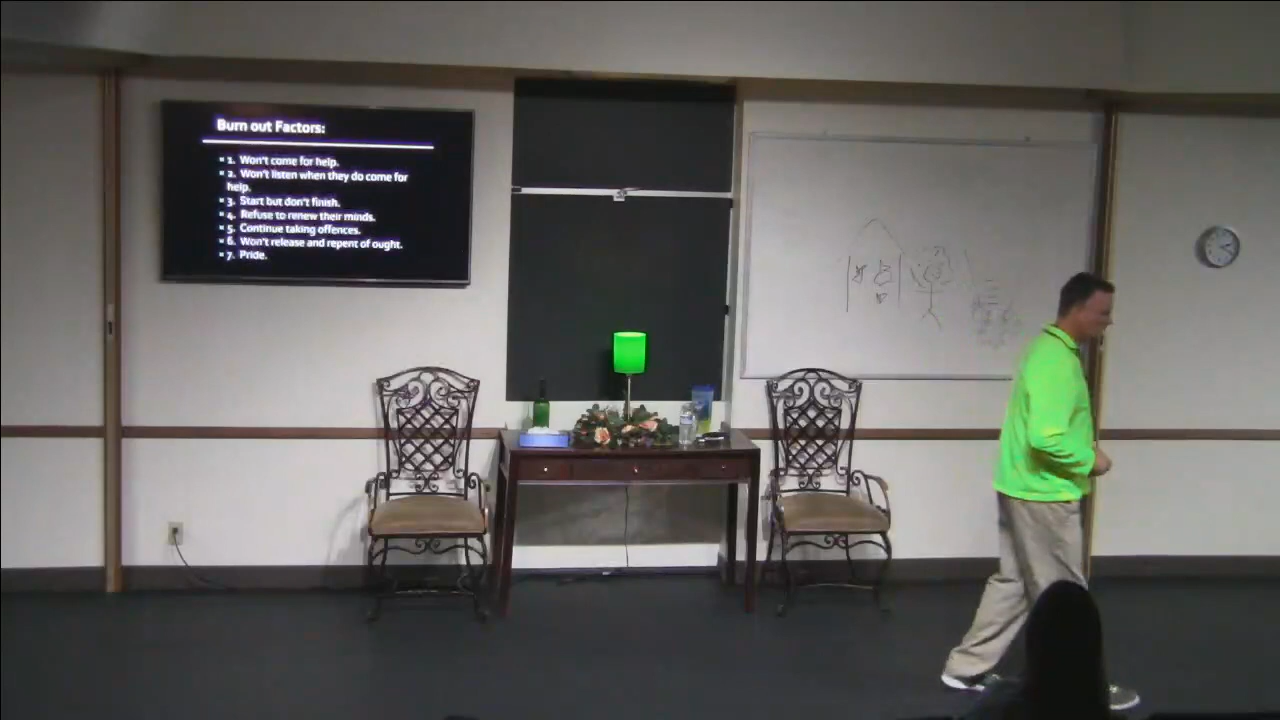 Burn out Factors:
▪ 1. Won't come for help.
▪ 2. Won't listen when they do come for
help.
▪ 3. Start but don't finish.
▪ 4. Refuse to renew their minds.
▪ 5. Continue taking offences.
▪ 6. Won't release and repent of ought.
▪ 7. Pride.